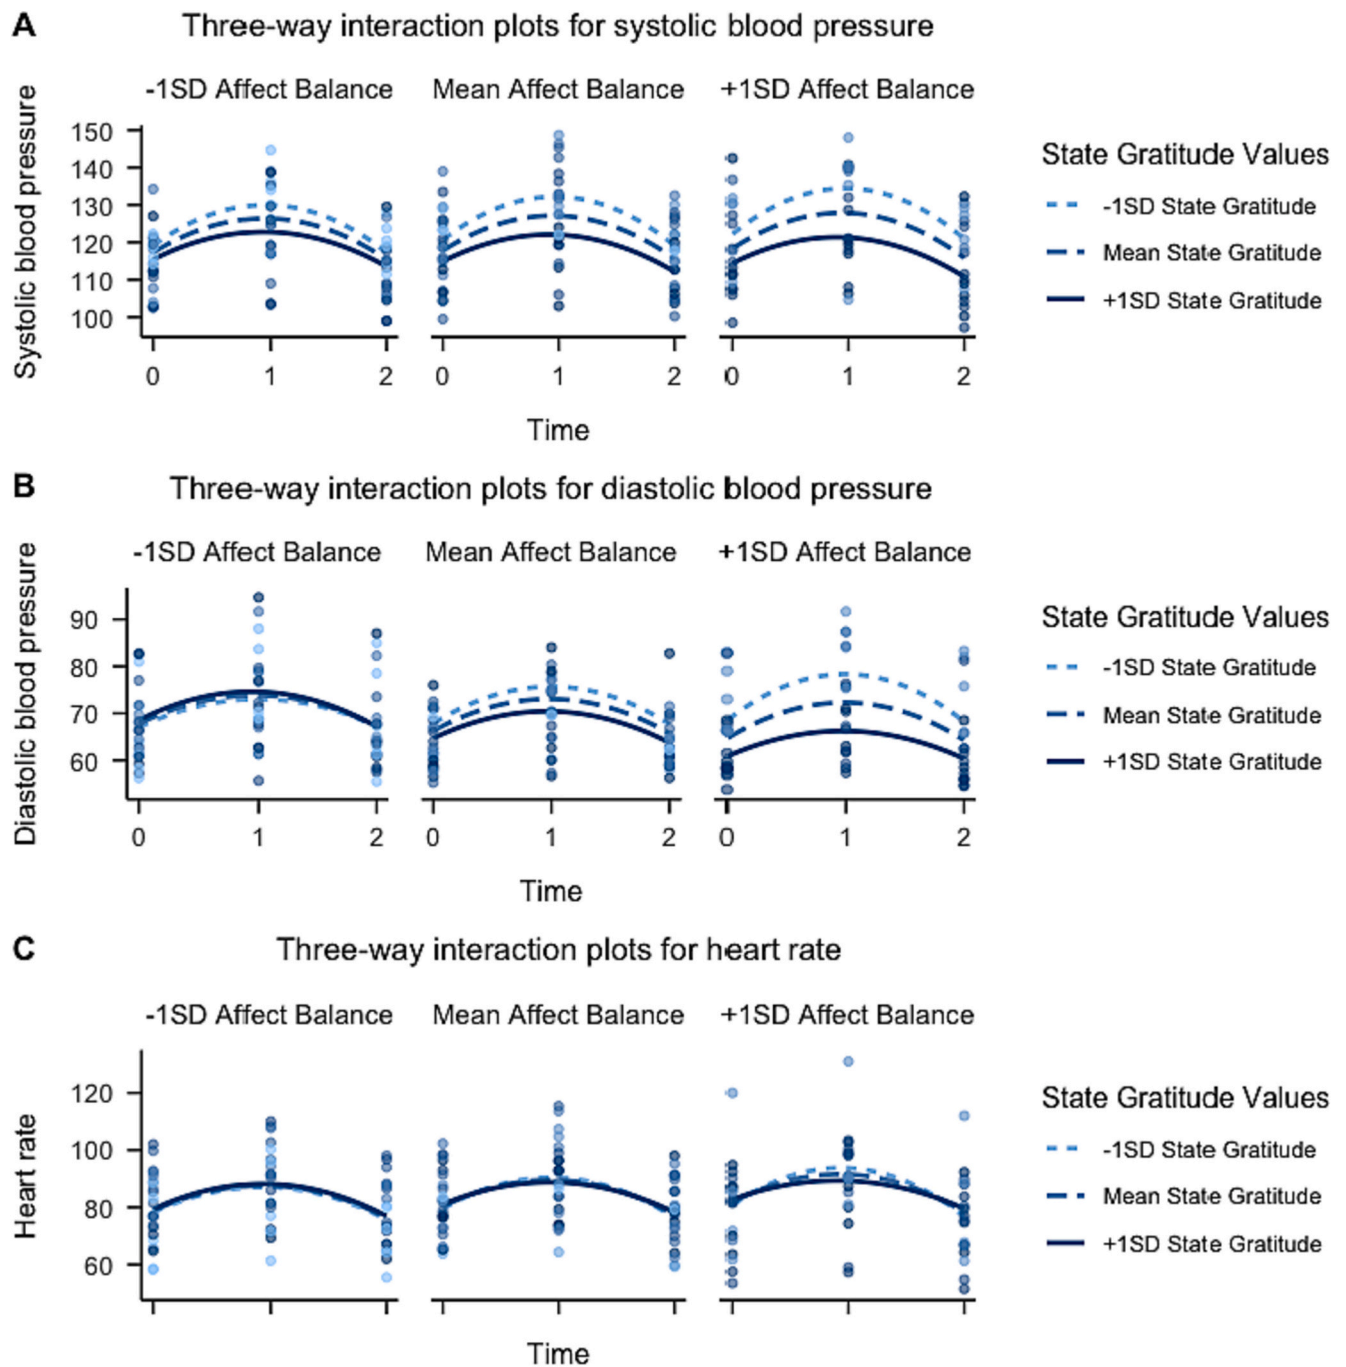 A
Three-way interaction plots for systolic blood pressure
-1SD Affect Balance
Mean Affect Balance
+1SD Affect Balance
Systolic blood pressure
150
140
130
120
110
100
0 1 2
0 1 2
0 1 2
Time
State Gratitude Values
-1SD State Gratitude
Mean State Gratitude
+1SD State Gratitude
B
Three-way interaction plots for diastolic blood pressure
-1SD Affect Balance
Mean Affect Balance
+1SD Affect Balance
Diastolic blood pressure
90
80
70
60
0 1 2
0 1 2
0 1 2
Time
State Gratitude Values
-1SD State Gratitude
Mean State Gratitude
+1SD State Gratitude
C
Three-way interaction plots for heart rate
-1SD Affect Balance
Mean Affect Balance
+1SD Affect Balance
Heart rate
120
100
80
60
Time
State Gratitude Values
-1SD State Gratitude
Mean State Gratitude
+1SD State Gratitude